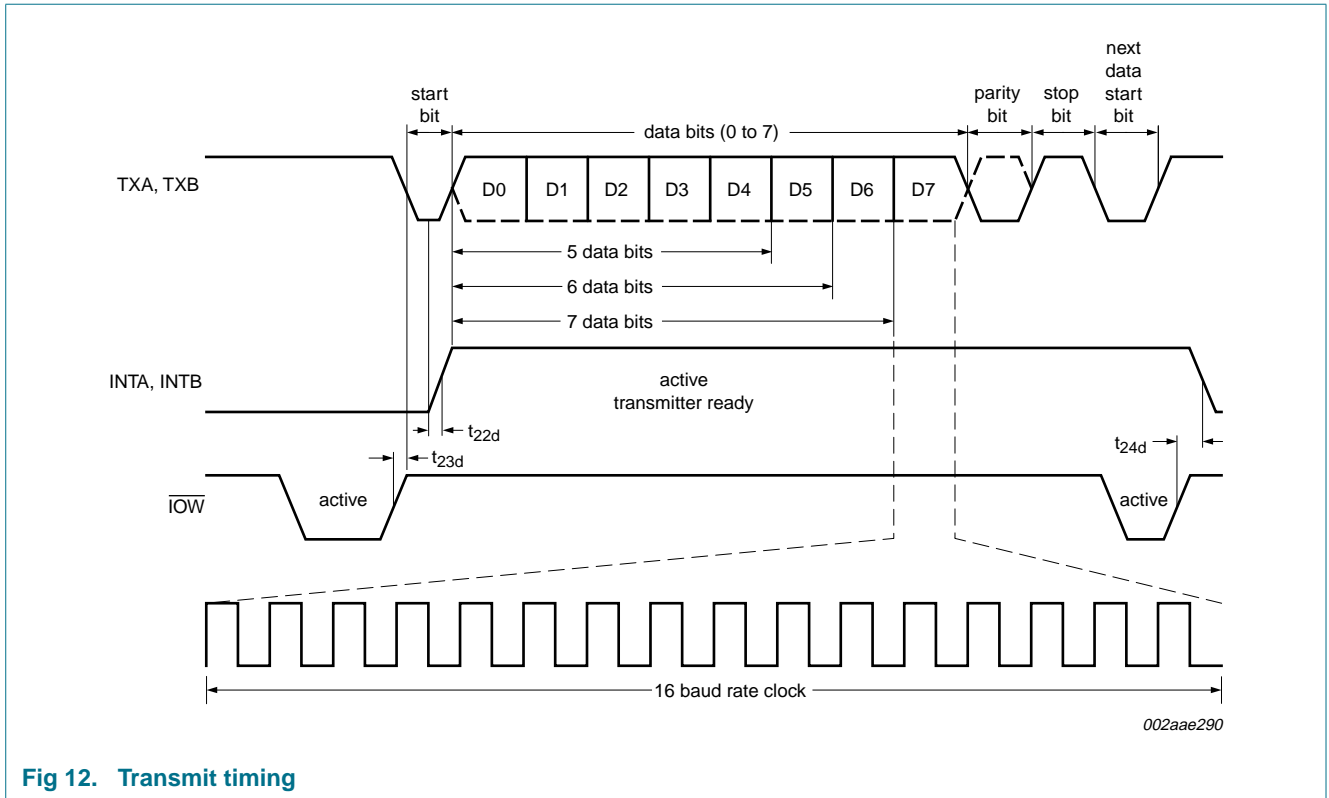 next
data
start
bit
start
bit
parity
bit
stop
bit
data bits (0 to 7)
TXA, TXB
D0 D1 D2 D3 D4 D5 D6 D7
5 data bits
6 data bits
7 data bits
INTA, INTB
active
transmitter ready
t22d
t23d
t24d
IOW
active
active
16 baud rate clock
002aae290
Fig 12. Transmit timing